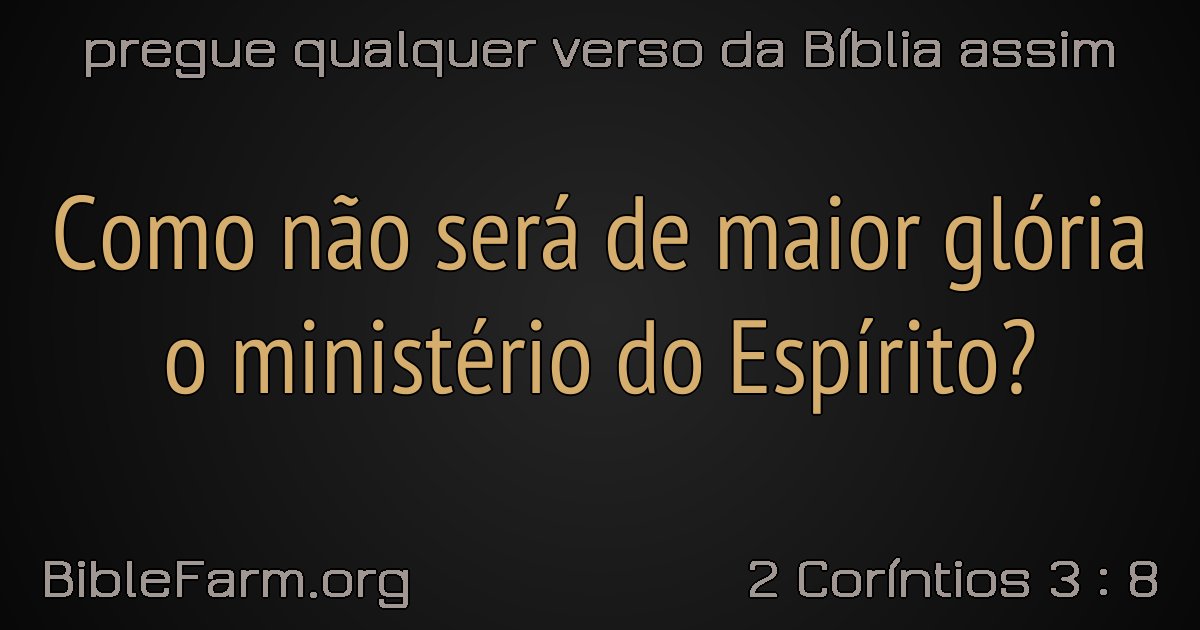 pregue qualquer verso da Bíblia assim
Como não será de maior glória
o ministério do Espírito?
BibleFarm.org
2 Coríntios 3 : 8